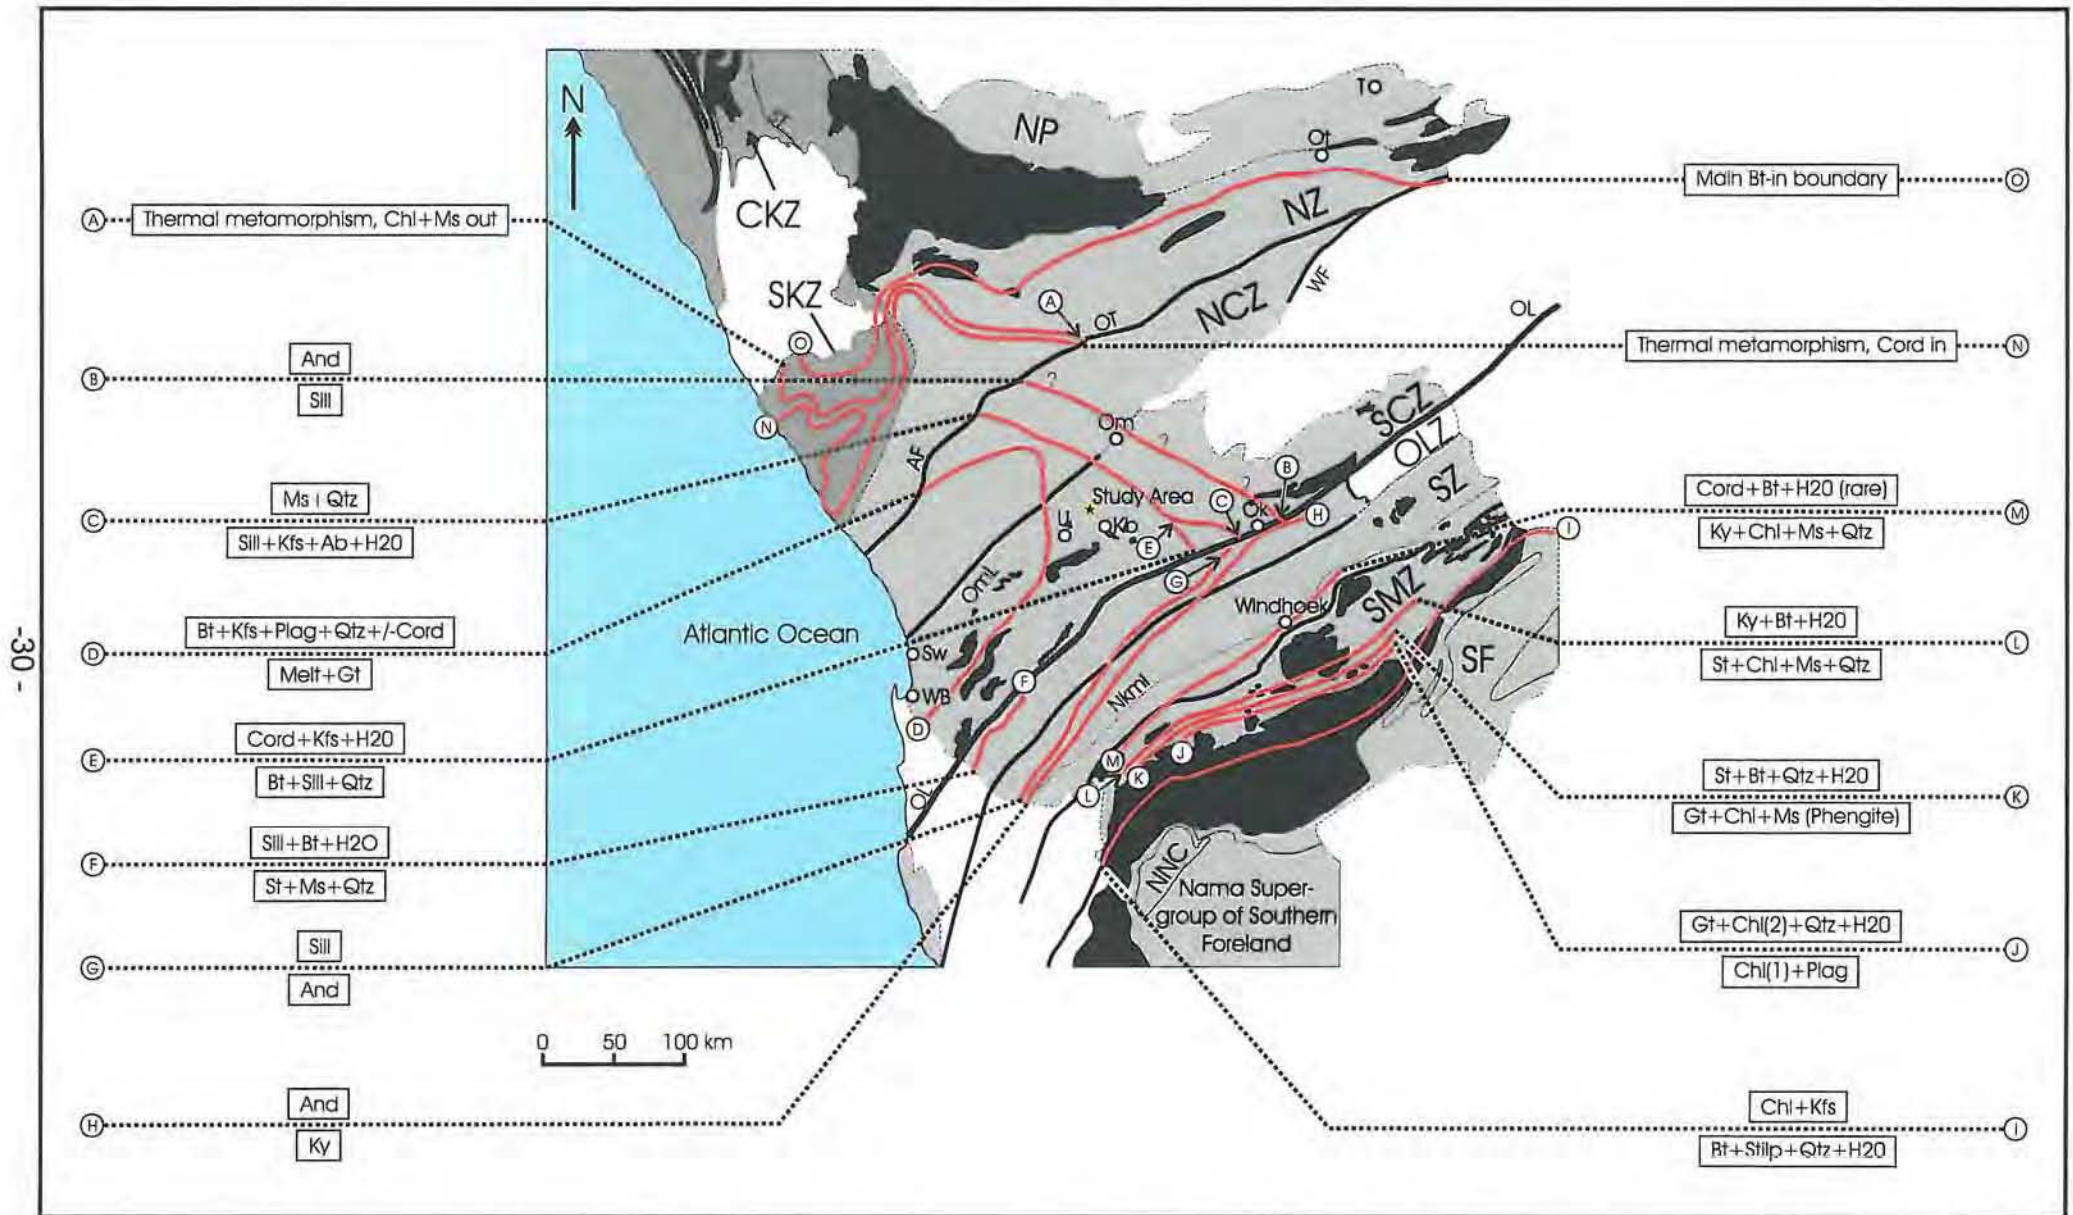 -30 -
A
Thermal metamorphism, Chl+Ms out
B
And
Sill
C
Ms + Qtz
Sill+Kfs+Ab+H20
D
Bt+Kfs+Plag+Qtz+/-Cord
Melt+Gt
E
Cord+Kfs+H20
Bt+Sill+Qtz
F
Sill+Bt+H2O
St+Ms+Qtz
G
Sill
And
H
And
Ky
N
CKZ
SKZ
NP
To
Ot
NZ
NCZ
WF
A
OT
O
N
AF
OL
SCZ
OLZ
SZ
Om
?
?
?
B
C
Ok
H
Study Area
U
Kb
E
G
I
OmL
Windhoek
SMZ
SF
Atlantic Ocean
Sw
WB
D
F
Nkml
OL
M
K
J
L
NNC
Nama Super-
group of Southern
Foreland
0 50 100 km
Main Bt-in boundary
O
Thermal metamorphism, Cord in
N
Cord+Bt+H20 (rare)
Ky+Chl+Ms+Qtz
M
Ky+Bt+H20
St+Chl+Ms+Qtz
L
St+Bt+Qtz+H20
Gt+Chl+Ms (Phengite)
K
Gt+Chl(2)+Qtz+H20
Chl(1)+Plag
J
Chl+Kfs
Bt+Stilp+Qtz+H20
I